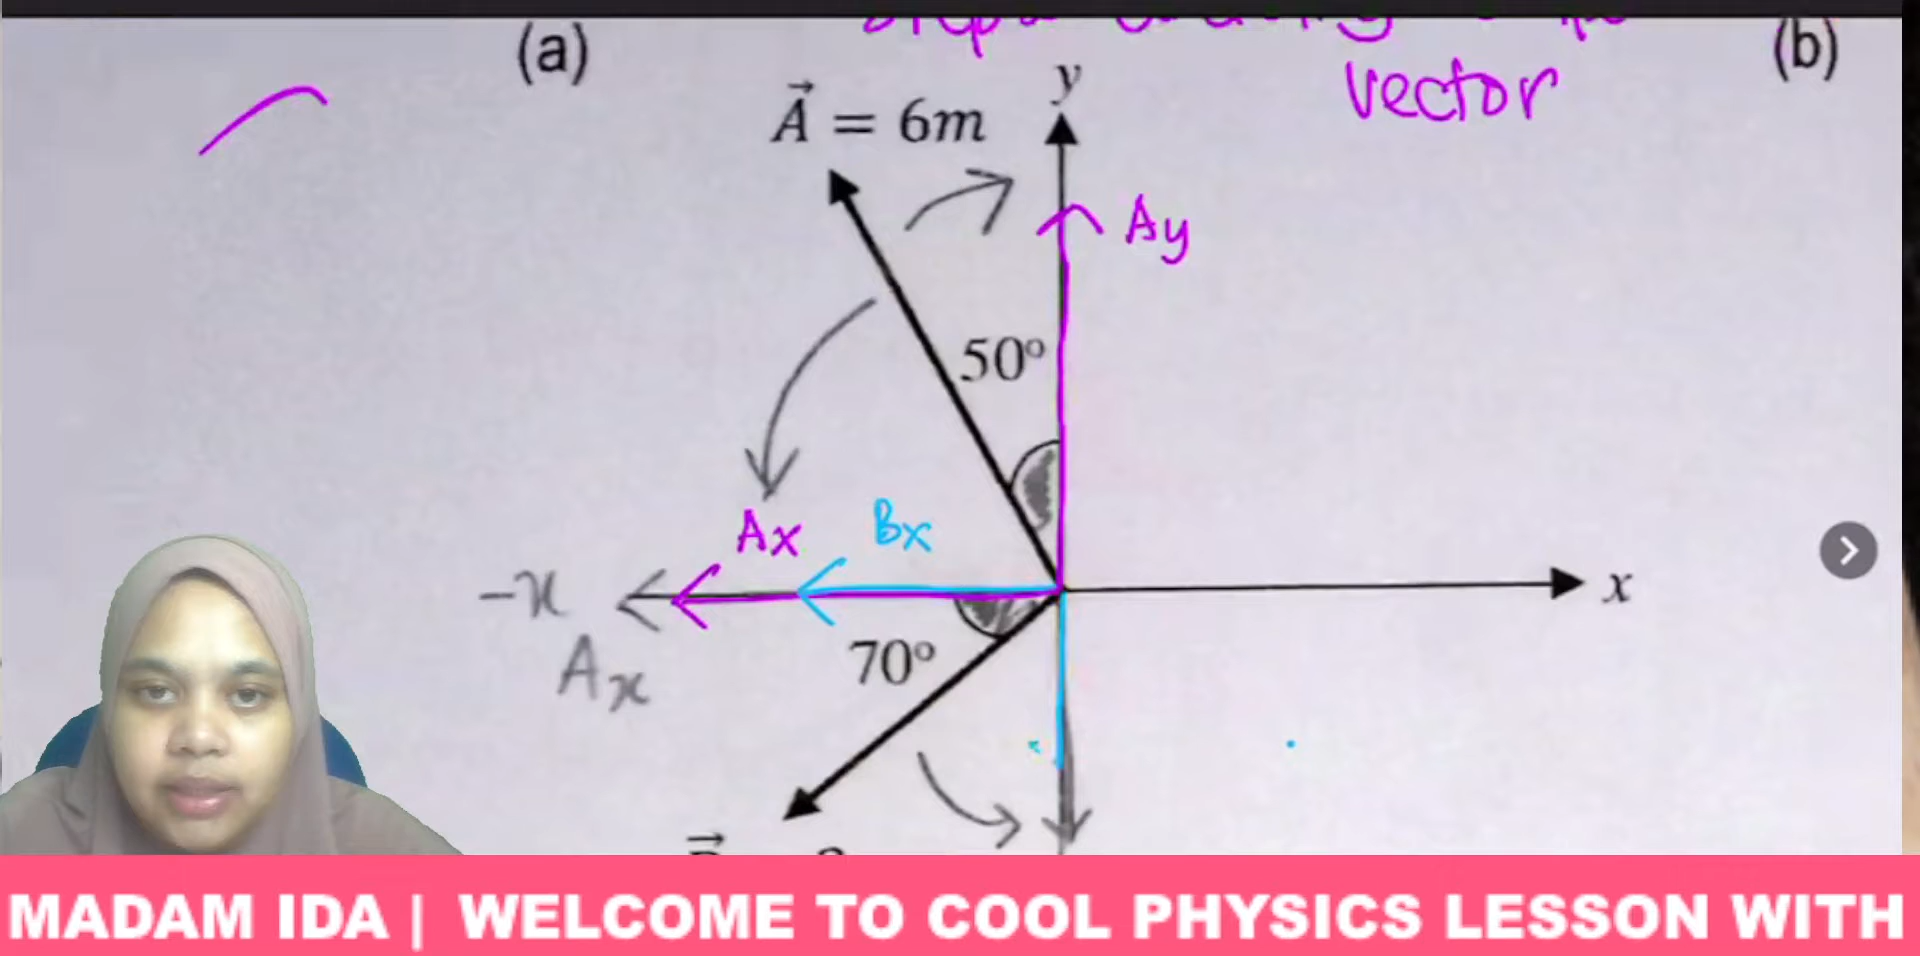 (a)
(b)
vector
y
A⃗ = 6m
Ay
50°
Ax
Bx
-x
x
70°
Ax
MADAM IDA | WELCOME TO COOL PHYSICS LESSON WITH